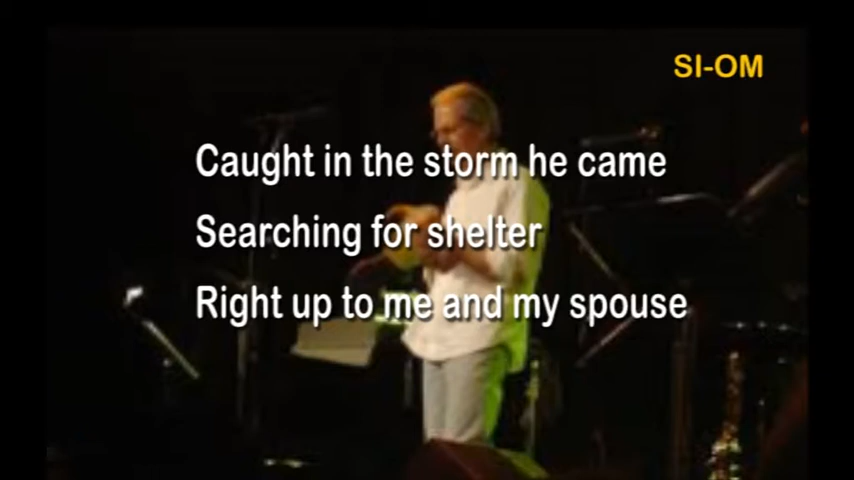 SI-OM
Caught in the storm he came
Searching for shelter
Right up to me and my spouse